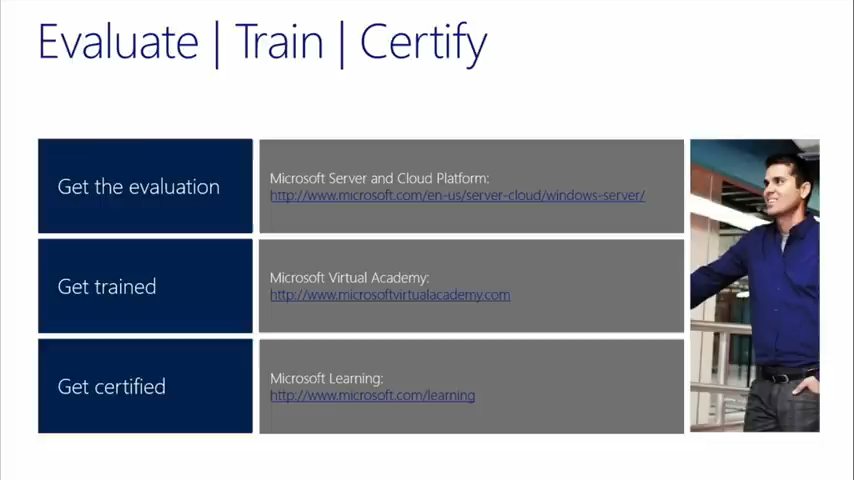 Evaluate | Train | Certify
Get the evaluation
Microsoft Server and Cloud Platform:
http://www.microsoft.com/en-us/server-cloud/windows-server/
Get trained
Microsoft Virtual Academy:
http://www.microsoftvirtualacademy.com
Get certified
Microsoft Learning:
http://www.microsoft.com/learning